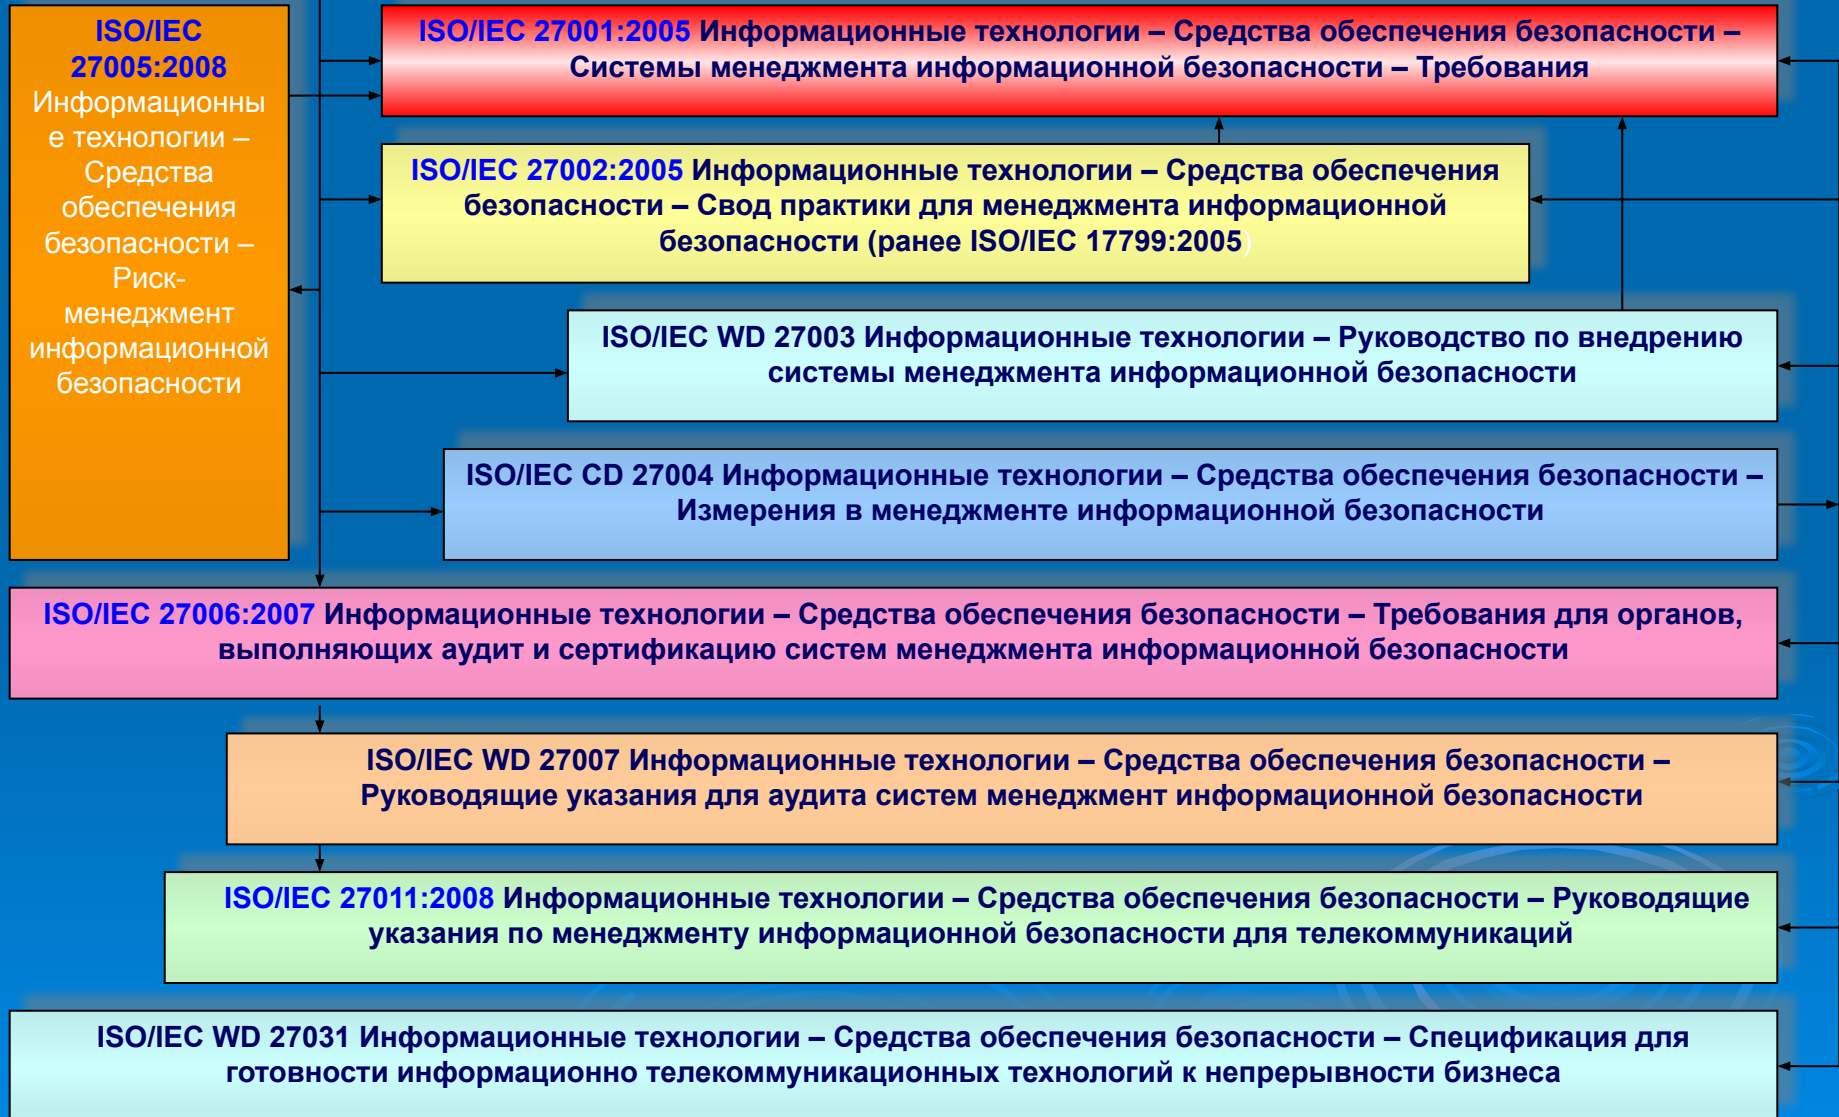 ISO/IEC
27005:2008
Информационны
е технологии –
Средства
обеспечения
безопасности –
Риск-
менеджмент
информационной
безопасности
ISO/IEC 27001:2005 Информационные технологии – Средства обеспечения безопасности –
Системы менеджмента информационной безопасности – Требования
ISO/IEC 27002:2005 Информационные технологии – Средства обеспечения
безопасности – Свод практики для менеджмента информационной
безопасности (ранее ISO/IEC 17799:2005)
ISO/IEC WD 27003 Информационные технологии – Руководство по внедрению
системы менеджмента информационной безопасности
ISO/IEC CD 27004 Информационные технологии – Средства обеспечения безопасности –
Измерения в менеджменте информационной безопасности
ISO/IEC 27006:2007 Информационные технологии – Средства обеспечения безопасности – Требования для органов,
выполняющих аудит и сертификацию систем менеджмента информационной безопасности
ISO/IEC WD 27007 Информационные технологии – Средства обеспечения безопасности –
Руководящие указания для аудита систем менеджмент информационной безопасности
ISO/IEC 27011:2008 Информационные технологии – Средства обеспечения безопасности – Руководящие
указания по менеджменту информационной безопасности для телекоммуникаций
ISO/IEC WD 27031 Информационные технологии – Средства обеспечения безопасности – Спецификация для
готовности информационно телекоммуникационных технологий к непрерывности бизнеса